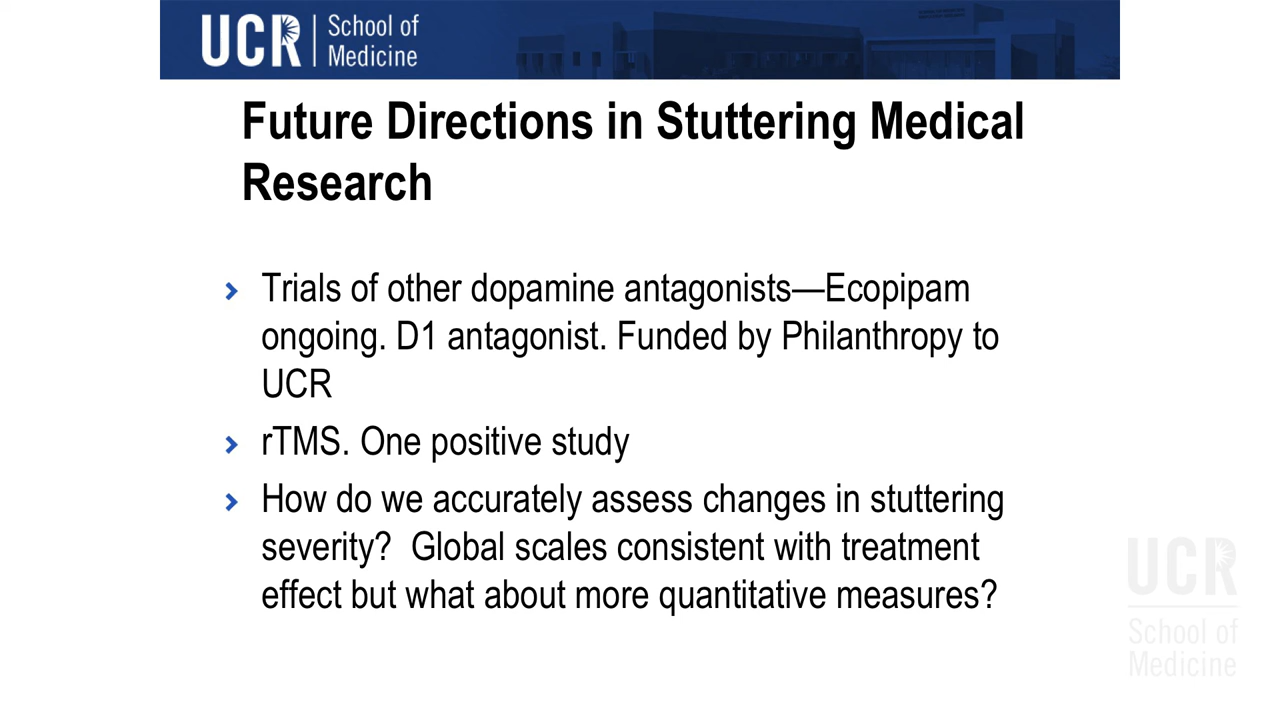 UCR School of
Medicine
Future Directions in Stuttering Medical
Research
Trials of other dopamine antagonists—Ecopipam
ongoing. D1 antagonist. Funded by Philanthropy to
UCR
rTMS. One positive study
How do we accurately assess changes in stuttering
severity?  Global scales consistent with treatment
effect but what about more quantitative measures?
UCR
School of
Medicine